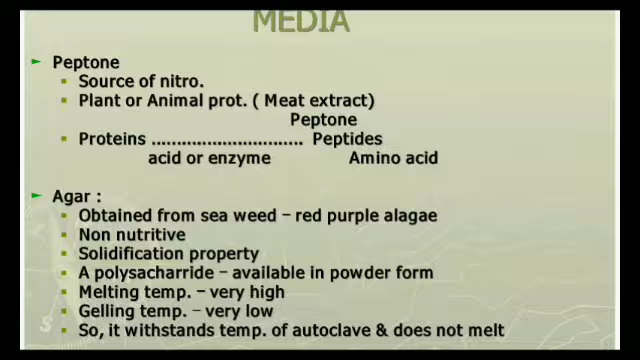 MEDIA
► Peptone
▪ Source of nitro.
▪ Plant or Animal prot. ( Meat extract)
Peptone
▪ Proteins .............................. Peptides
acid or enzyme Amino acid
► Agar :
▪ Obtained from sea weed – red purple alagae
▪ Non nutritive
▪ Solidification property
▪ A polysacharride – available in powder form
▪ Melting temp. – very high
▪ Gelling temp. – very low
▪ So, it withstands temp. of autoclave & does not melt